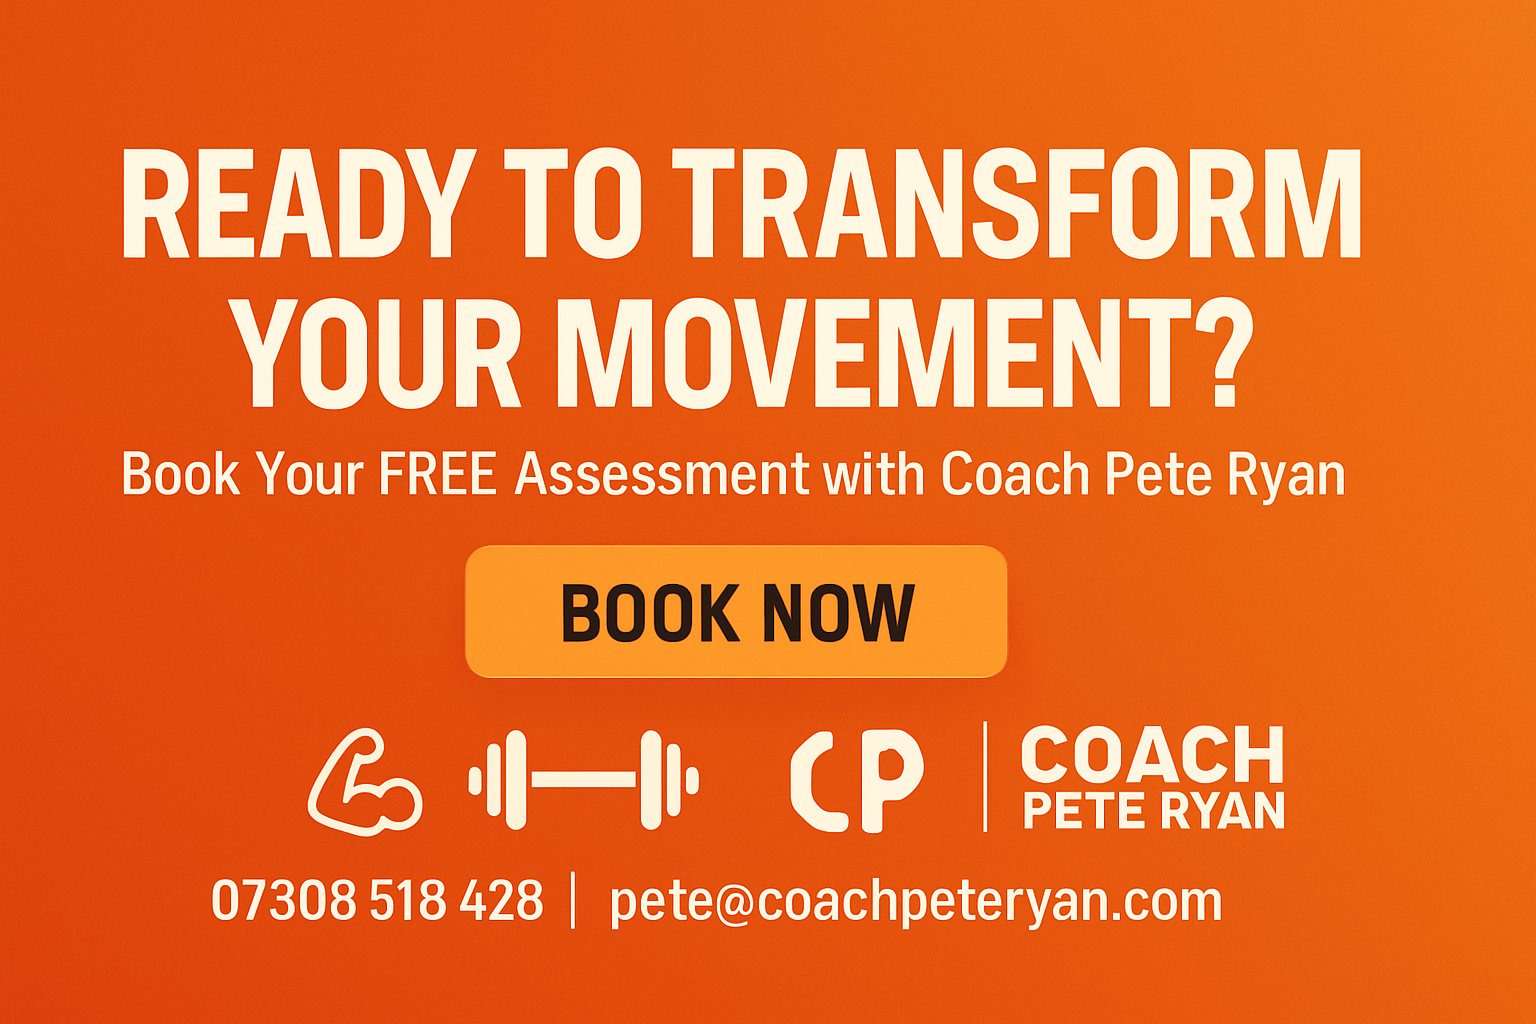 READY TO TRANSFORM
YOUR MOVEMENT?
Book Your FREE Assessment with Coach Pete Ryan
BOOK NOW
CP | COACH
PETE RYAN
07308 518 428 | pete@coachpeteryan.com